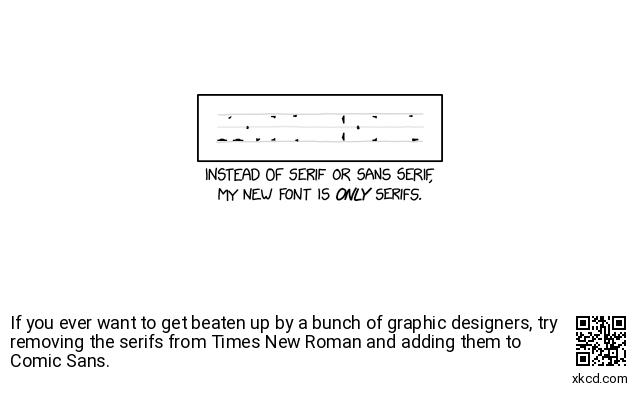 INSTEAD OF SERIF OR SANS SERIF,
MY NEW FONT IS ONLY SERIFS.
If you ever want to get beaten up by a bunch of graphic designers, try
removing the serifs from Times New Roman and adding them to
Comic Sans.
xkcd.com